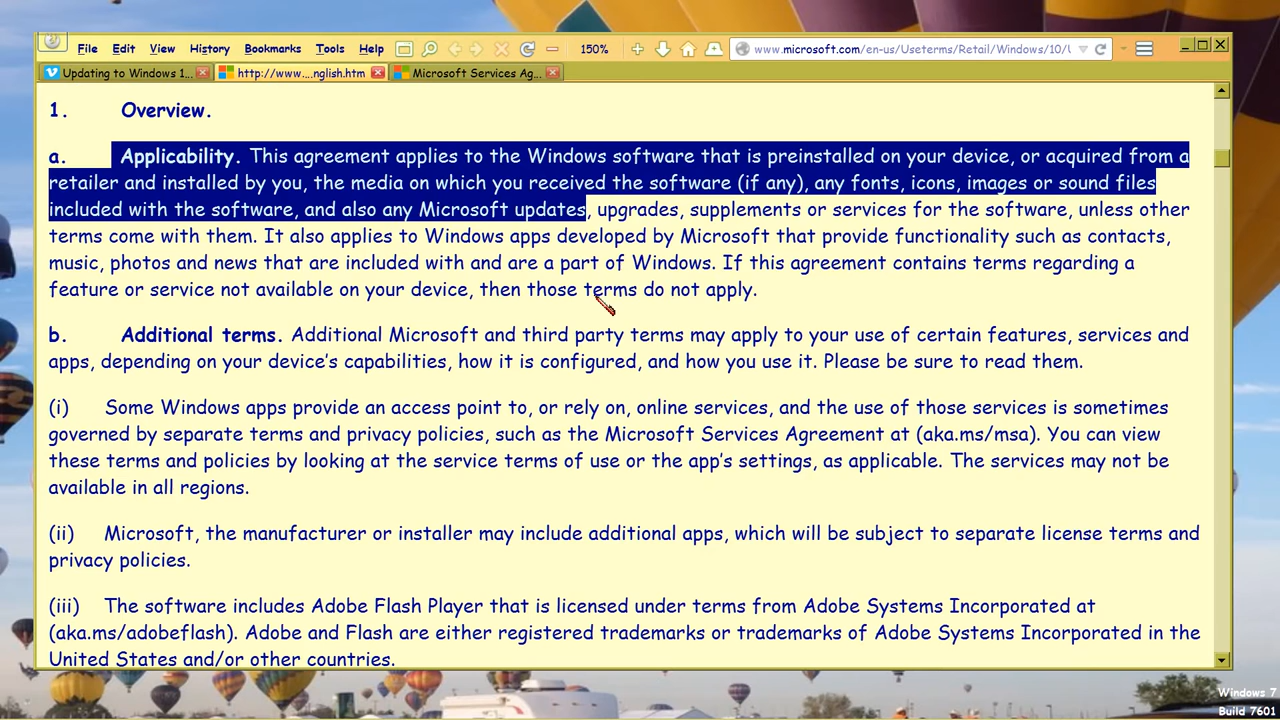 File Edit View History Bookmarks Tools Help 150% www.microsoft.com/en-us/Useterms/Retail/Windows/10/
Updating to Windows 1... http://www....nglish.htm Microsoft Services Ag...
1. Overview.
a. Applicability. This agreement applies to the Windows software that is preinstalled on your device, or acquired from a
retailer and installed by you, the media on which you received the software (if any), any fonts, icons, images or sound files
included with the software, and also any Microsoft updates, upgrades, supplements or services for the software, unless other
terms come with them. It also applies to Windows apps developed by Microsoft that provide functionality such as contacts,
music, photos and news that are included with and are a part of Windows. If this agreement contains terms regarding a
feature or service not available on your device, then those terms do not apply.
b. Additional terms. Additional Microsoft and third party terms may apply to your use of certain features, services and
apps, depending on your device’s capabilities, how it is configured, and how you use it. Please be sure to read them.
(i) Some Windows apps provide an access point to, or rely on, online services, and the use of those services is sometimes
governed by separate terms and privacy policies, such as the Microsoft Services Agreement at (aka.ms/msa). You can view
these terms and policies by looking at the service terms of use or the app’s settings, as applicable. The services may not be
available in all regions.
(ii) Microsoft, the manufacturer or installer may include additional apps, which will be subject to separate license terms and
privacy policies.
(iii) The software includes Adobe Flash Player that is licensed under terms from Adobe Systems Incorporated at
(aka.ms/adobeflash). Adobe and Flash are either registered trademarks or trademarks of Adobe Systems Incorporated in the
United States and/or other countries.
Windows 7
Build 7601